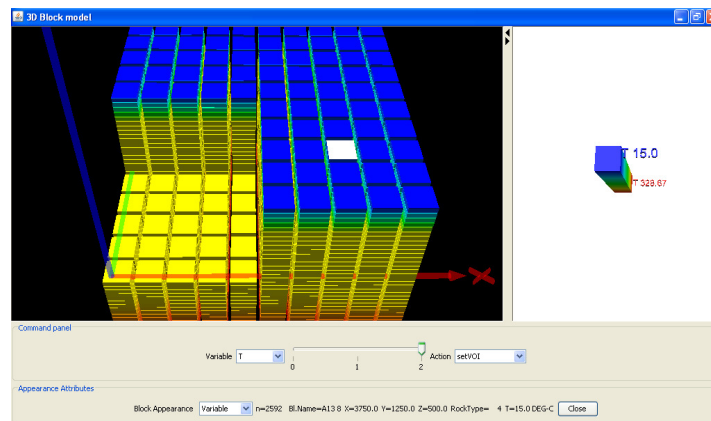 3D Block model
X
T 15.0
T 328.67
Command panel
Variable T 0 1 2 Action setVOI
Appearance Attributes
Block Appearance Variable n=2592 Bl.Name=A13 8 X=3750.0 Y=1250.0 Z=500.0 RockType= 4 T=15.0 DEG-C Close